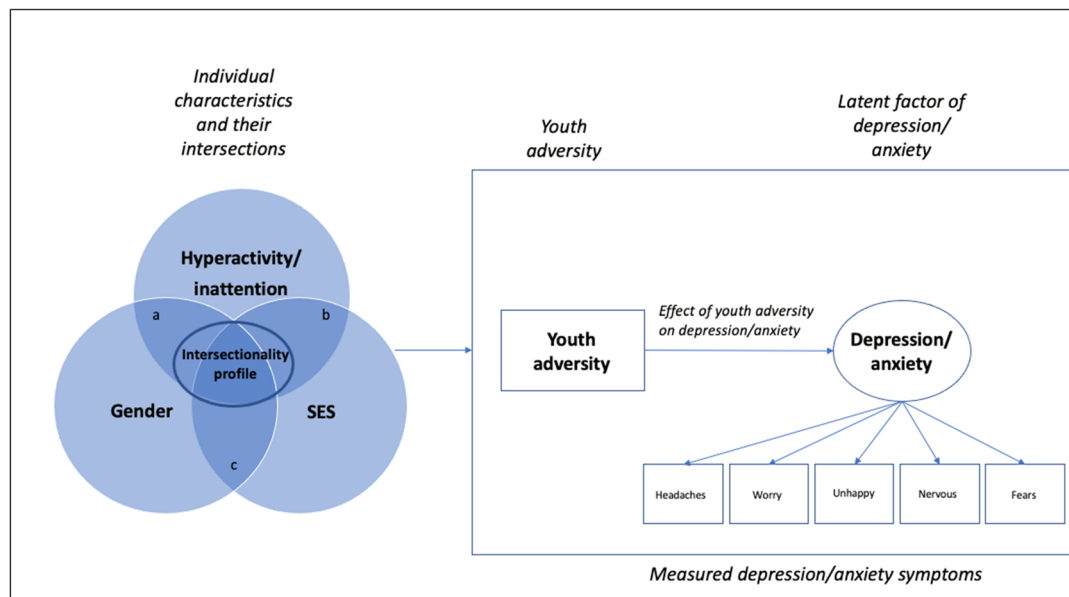 Individual
characteristics
and their
intersections
Youth
adversity
Latent factor of
depression/
anxiety
Hyperactivity/
inattention
a
b
Intersectionality
profile
Gender
SES
c
Youth
adversity
Effect of youth adversity
on depression/anxiety
Depression/
anxiety
Headaches
Worry
Unhappy
Nervous
Fears
Measured depression/anxiety symptoms